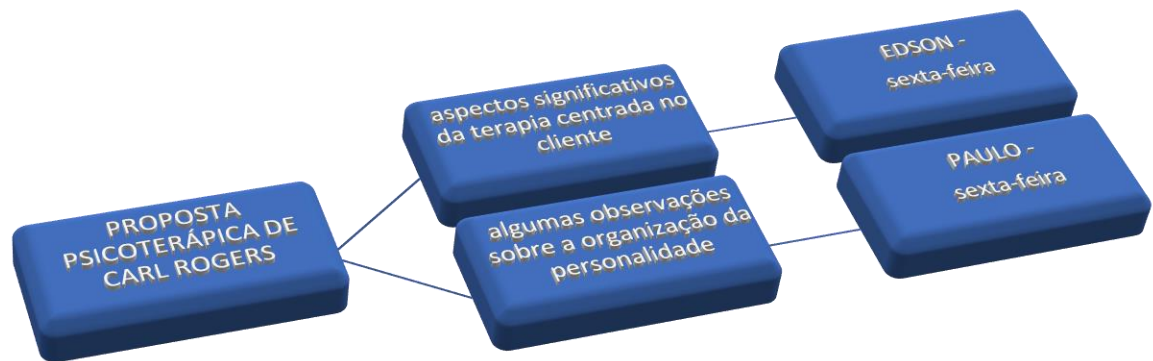 PROPOSTA
PSICOTERÁPICA DE
CARL ROGERS
aspectos significativos
da terapia centrada no
cliente
EDSON -
sexta-feira
algumas observações
sobre a organização da
personalidade
PAULO -
sexta-feira